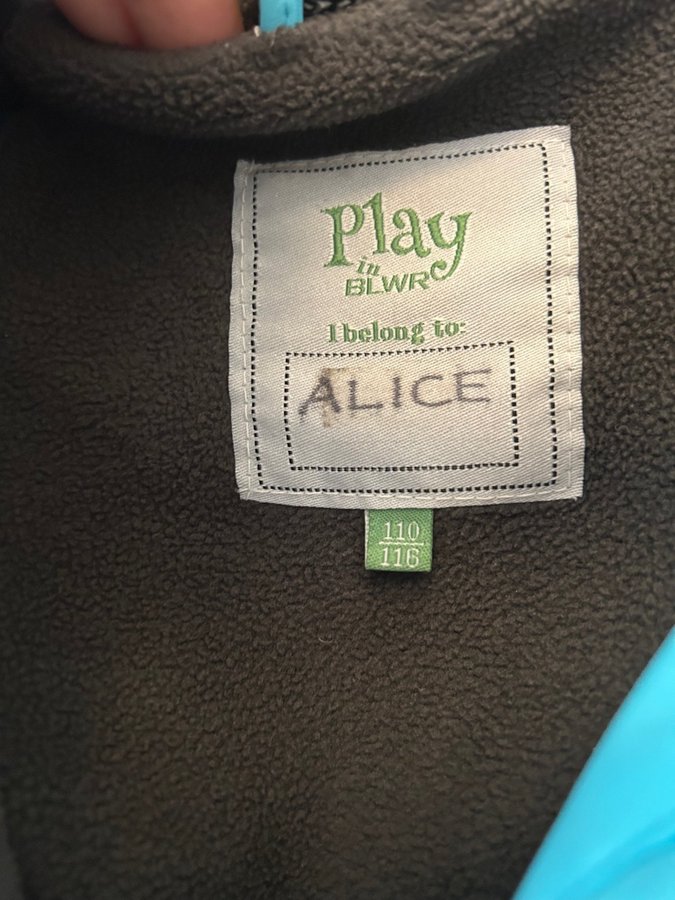 Play
in
BLWR
I belong to:
ALICE
110
116